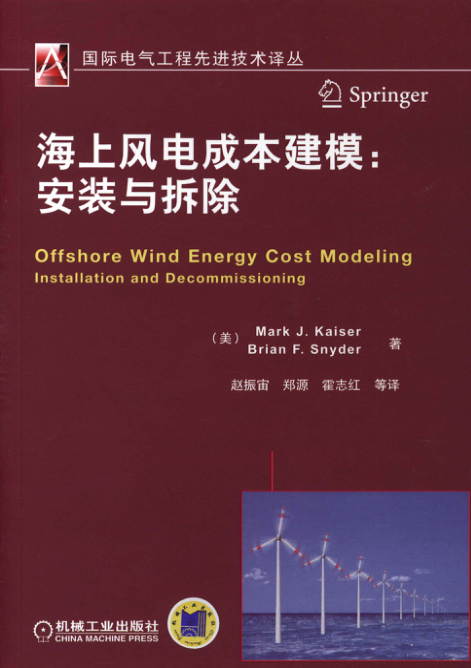 国际电气工程先进技术译丛
Springer
海上风电成本建模：
安装与拆除
Offshore Wind Energy Cost Modeling
Installation and Decommissioning
（美） Mark J. Kaiser
Brian F. Snyder 著
赵振宙 郑源 霍志红 等译
机械工业出版社
CHINA MACHINE PRESS